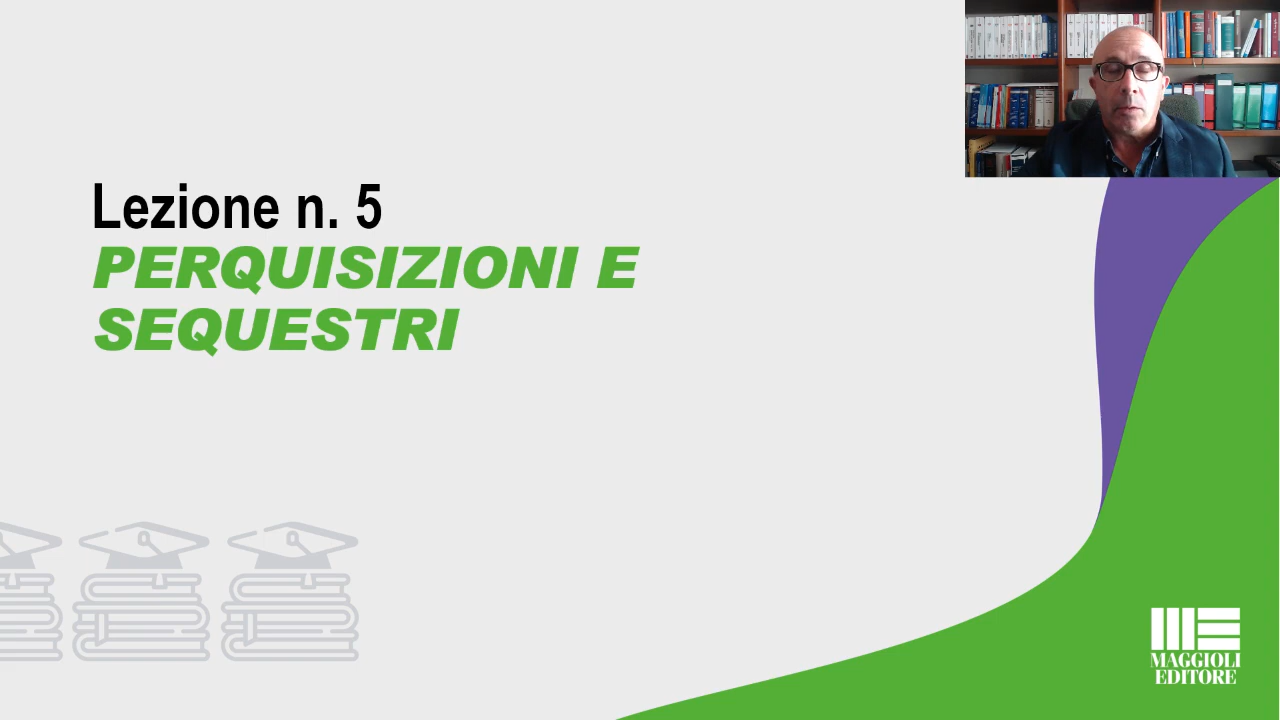 Lezione n. 5
PERQUISIZIONI E
SEQUESTRI
MAGGIOLI
EDITORE